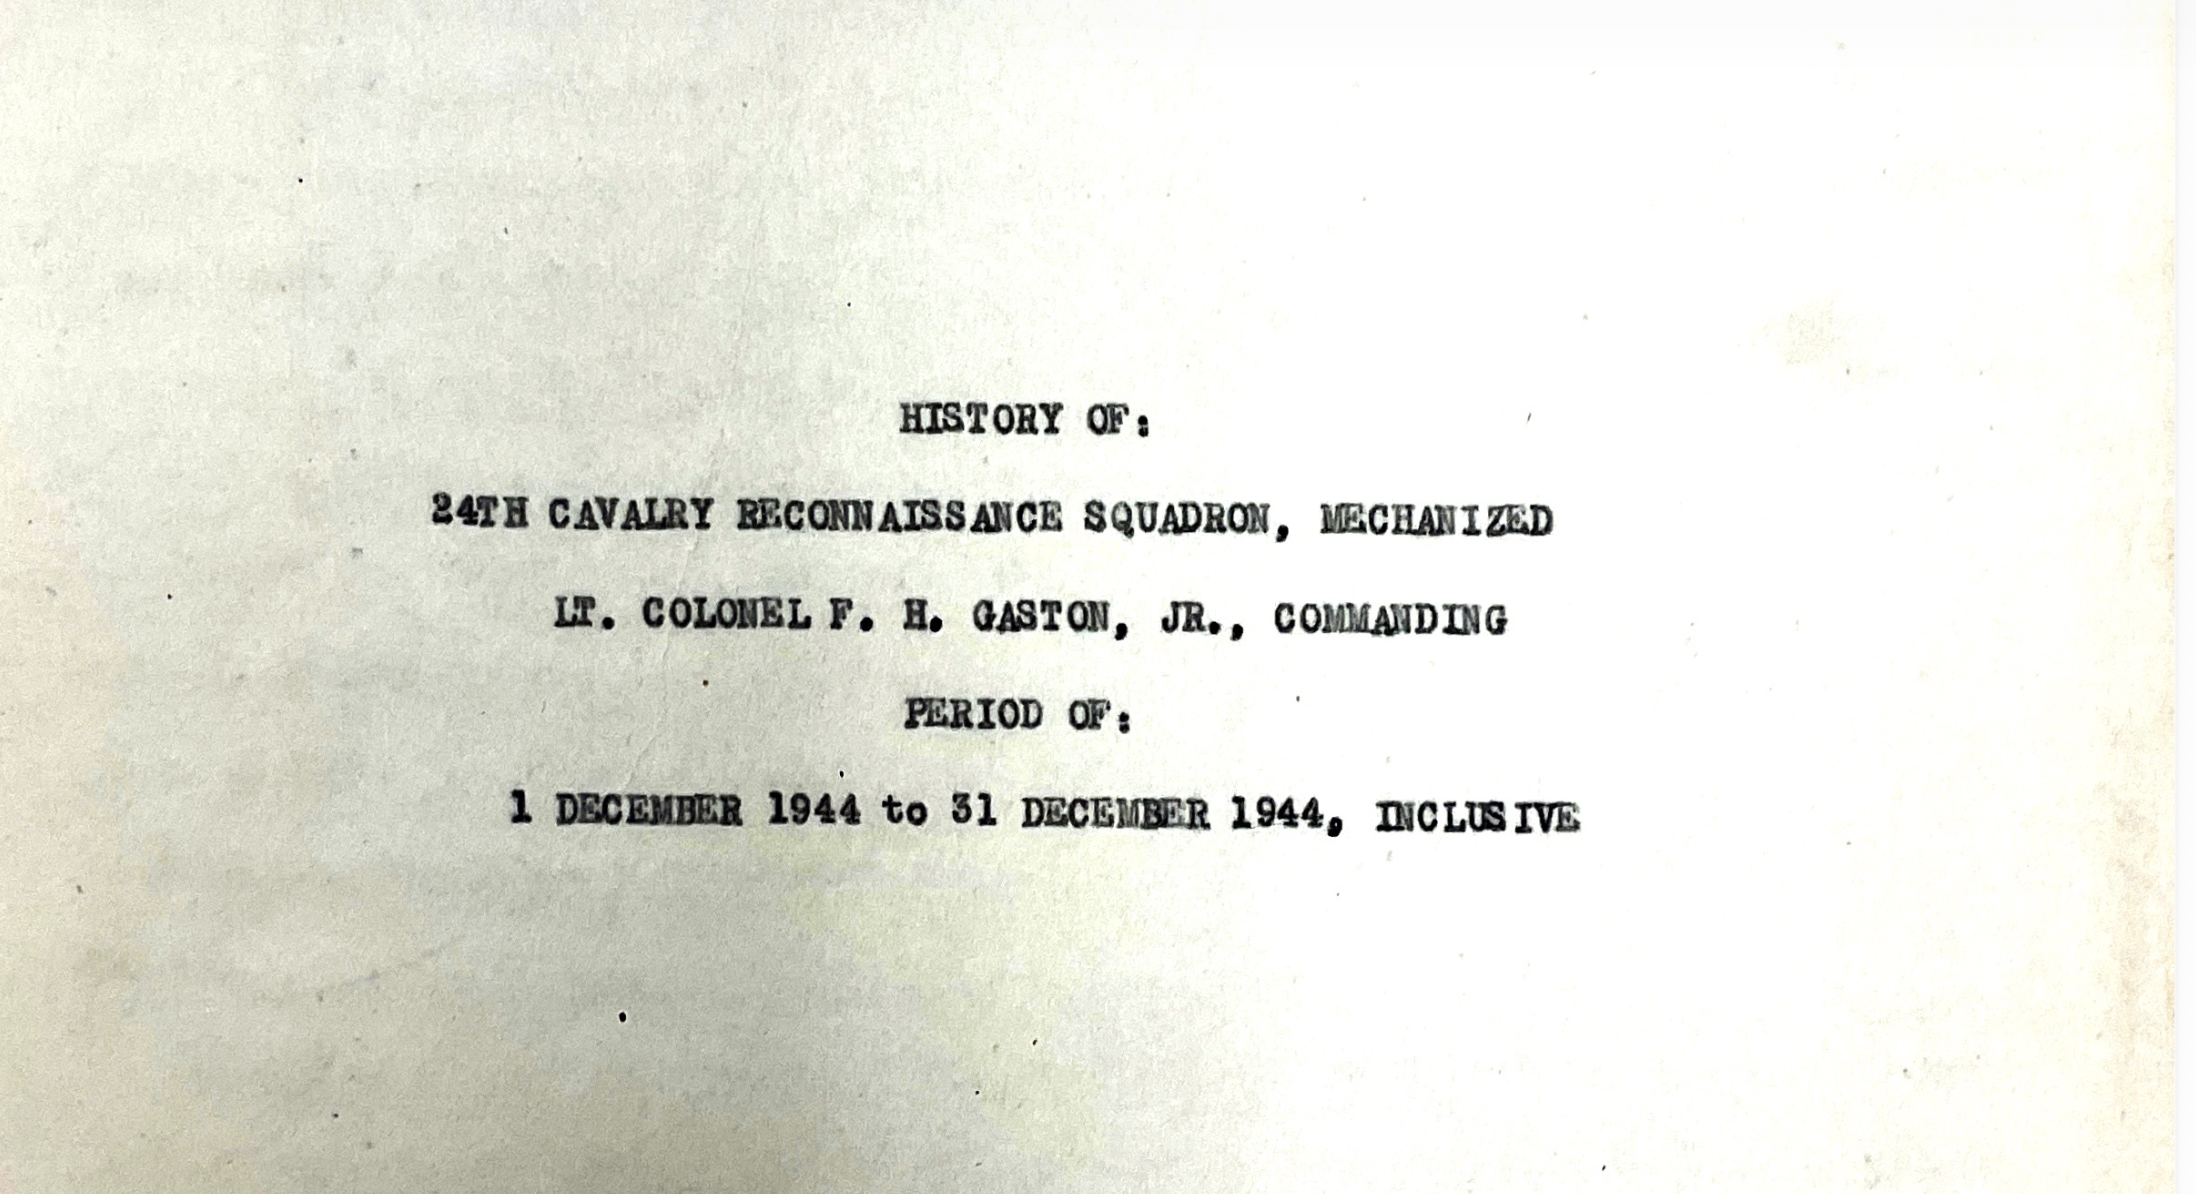 HISTORY OF:
24TH CAVALRY RECONNAISSANCE SQUADRON, MECHANIZED
LT. COLONEL F. H. GASTON, JR., COMMANDING
PERIOD OF:
1 DECEMBER 1944 to 31 DECEMBER 1944, INCLUSIVE